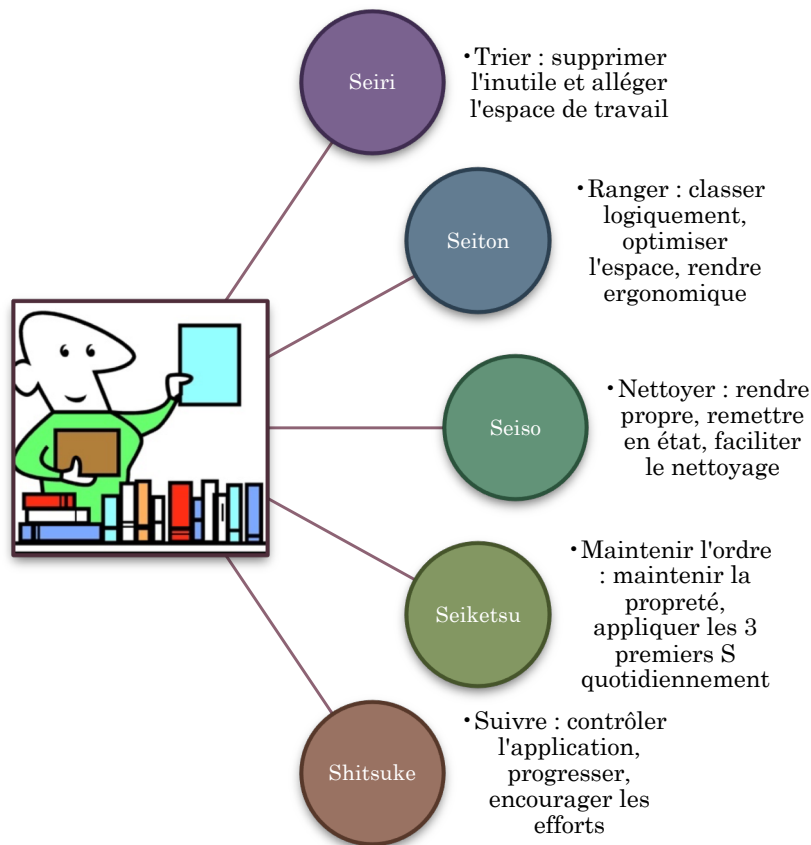 Seiri
•Trier : supprimer
l'inutile et alléger
l'espace de travail
Seiton
•Ranger : classer
logiquement,
optimiser
l'espace, rendre
ergonomique
Seiso
•Nettoyer : rendre
propre, remettre
en état, faciliter
le nettoyage
Seiketsu
•Maintenir l'ordre
: maintenir la
propreté,
appliquer les 3
premiers S
quotidiennement
Shitsuke
•Suivre : contrôler
l'application,
progresser,
encourager les
efforts